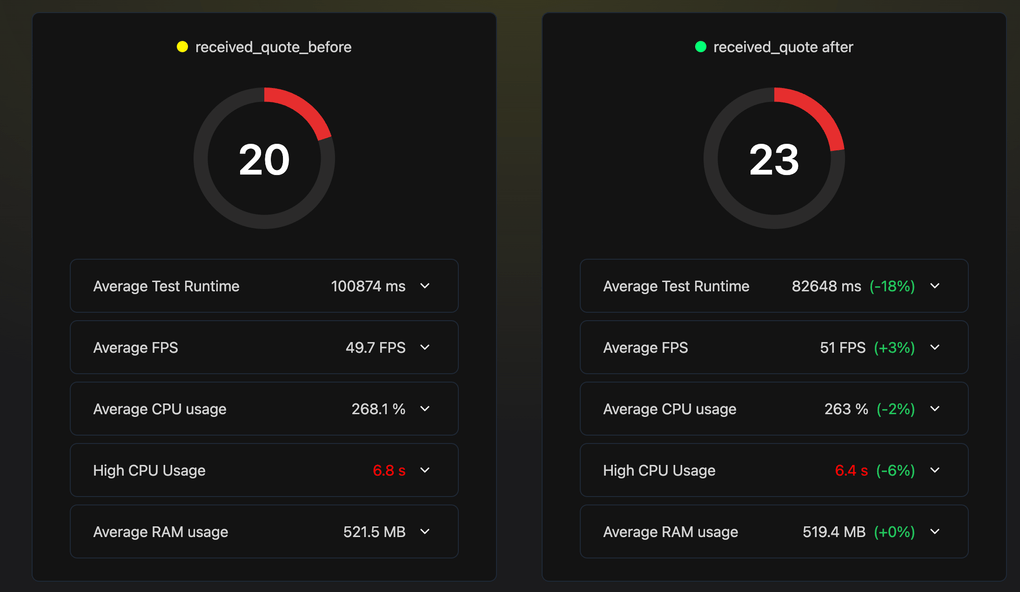 received_quote_before
20
Average Test Runtime 100874 ms
Average FPS 49.7 FPS
Average CPU usage 268.1 %
High CPU Usage 6.8 s
Average RAM usage 521.5 MB
received_quote after
23
Average Test Runtime 82648 ms (-18%)
Average FPS 51 FPS (+3%)
Average CPU usage 263 % (-2%)
High CPU Usage 6.4 s (-6%)
Average RAM usage 519.4 MB (+0%)